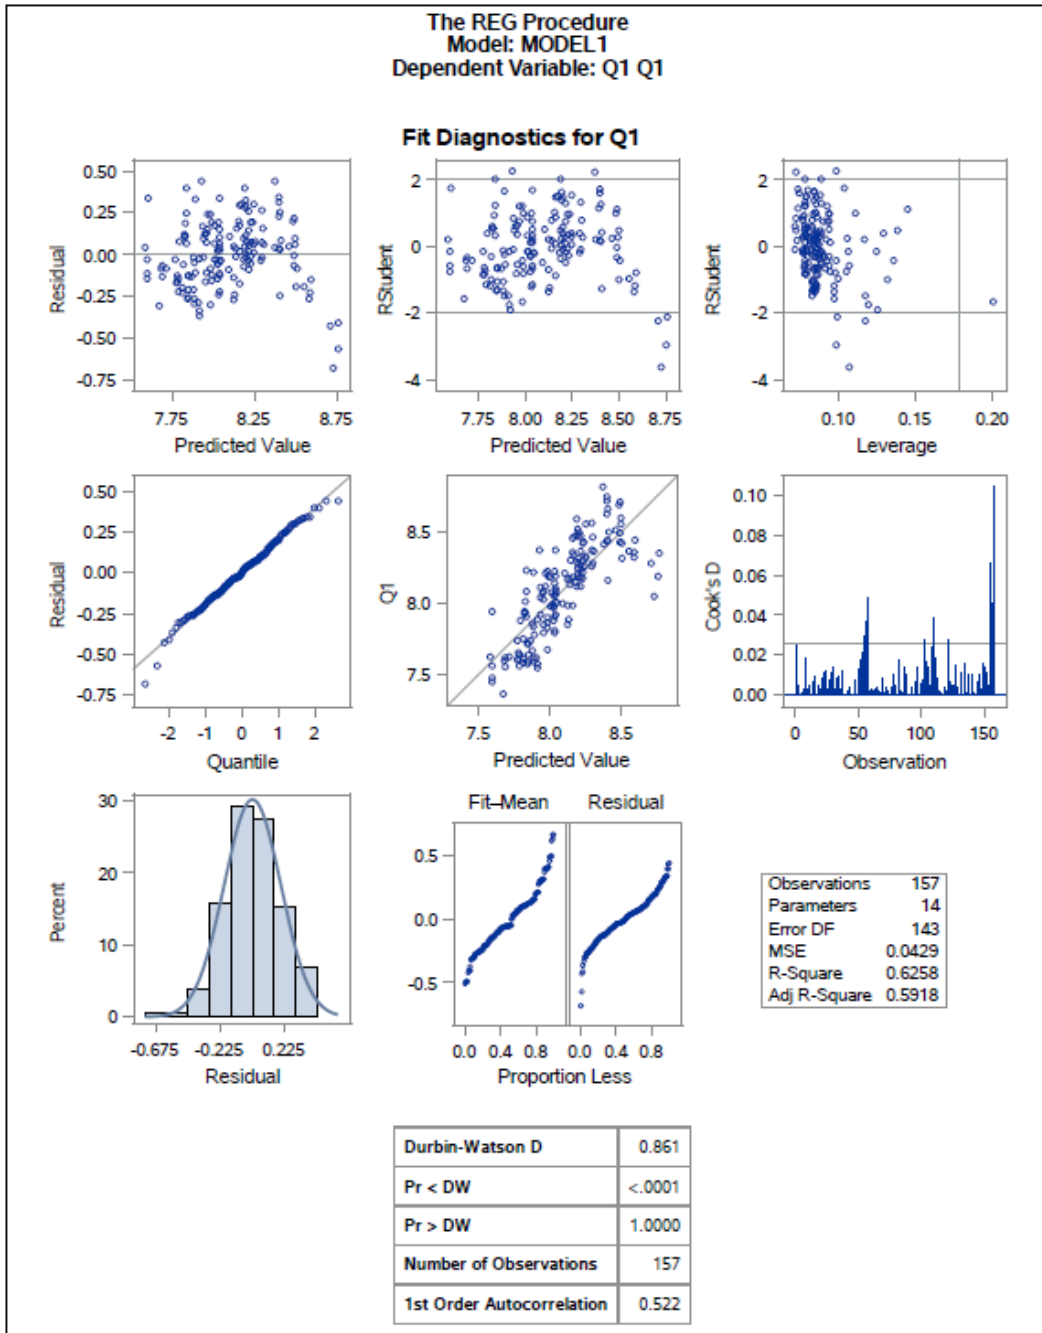 The REG Procedure
Model: MODEL1
Dependent Variable: Q1 Q1
Fit Diagnostics for Q1
0.50
0.25
0.00
-0.25
-0.50
-0.75
Residual
7.75 8.25 8.75
Predicted Value
2
0
-2
-4
RStudent
7.75 8.00 8.25 8.50 8.75
Predicted Value
2
0
-2
-4
RStudent
0.10 0.15 0.20
Leverage
0.50
0.25
0.00
-0.25
-0.50
-0.75
Residual
-2 -1 0 1 2
Quantile
8.5
8.0
7.5
Q1
7.5 8.0 8.5
Predicted Value
0.10
0.08
0.06
0.04
0.02
0.00
Cook's D
0 50 100 150
Observation
30
20
10
0
Percent
-0.675 -0.225 0.225
Residual
Fit–Mean Residual
0.5
0.0
-0.5
0.0 0.4 0.8 0.0 0.4 0.8
Proportion Less
Observations 157
Parameters 14
Error DF 143
MSE 0.0429
R-Square 0.6258
Adj R-Square 0.5918
Durbin-Watson D 0.861
Pr < DW <.0001
Pr > DW 1.0000
Number of Observations 157
1st Order Autocorrelation 0.522